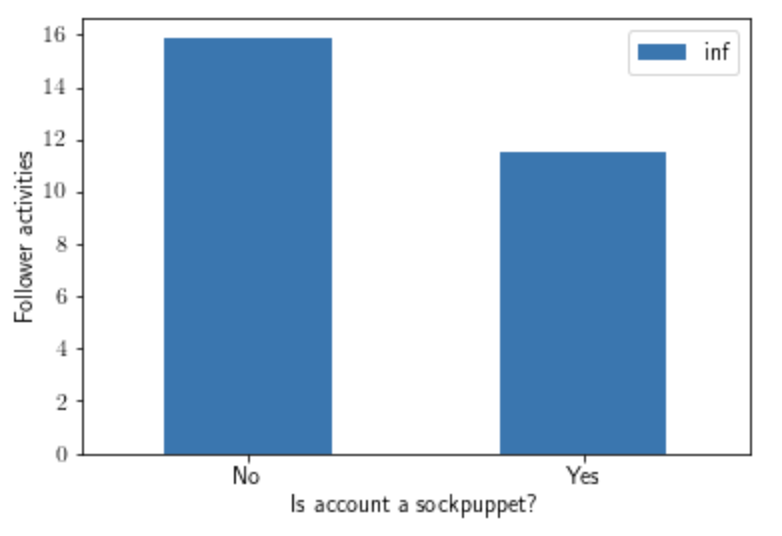 inf
Follower activities
16
14
12
10
8
6
4
2
0
No Yes
Is account a sockpuppet?